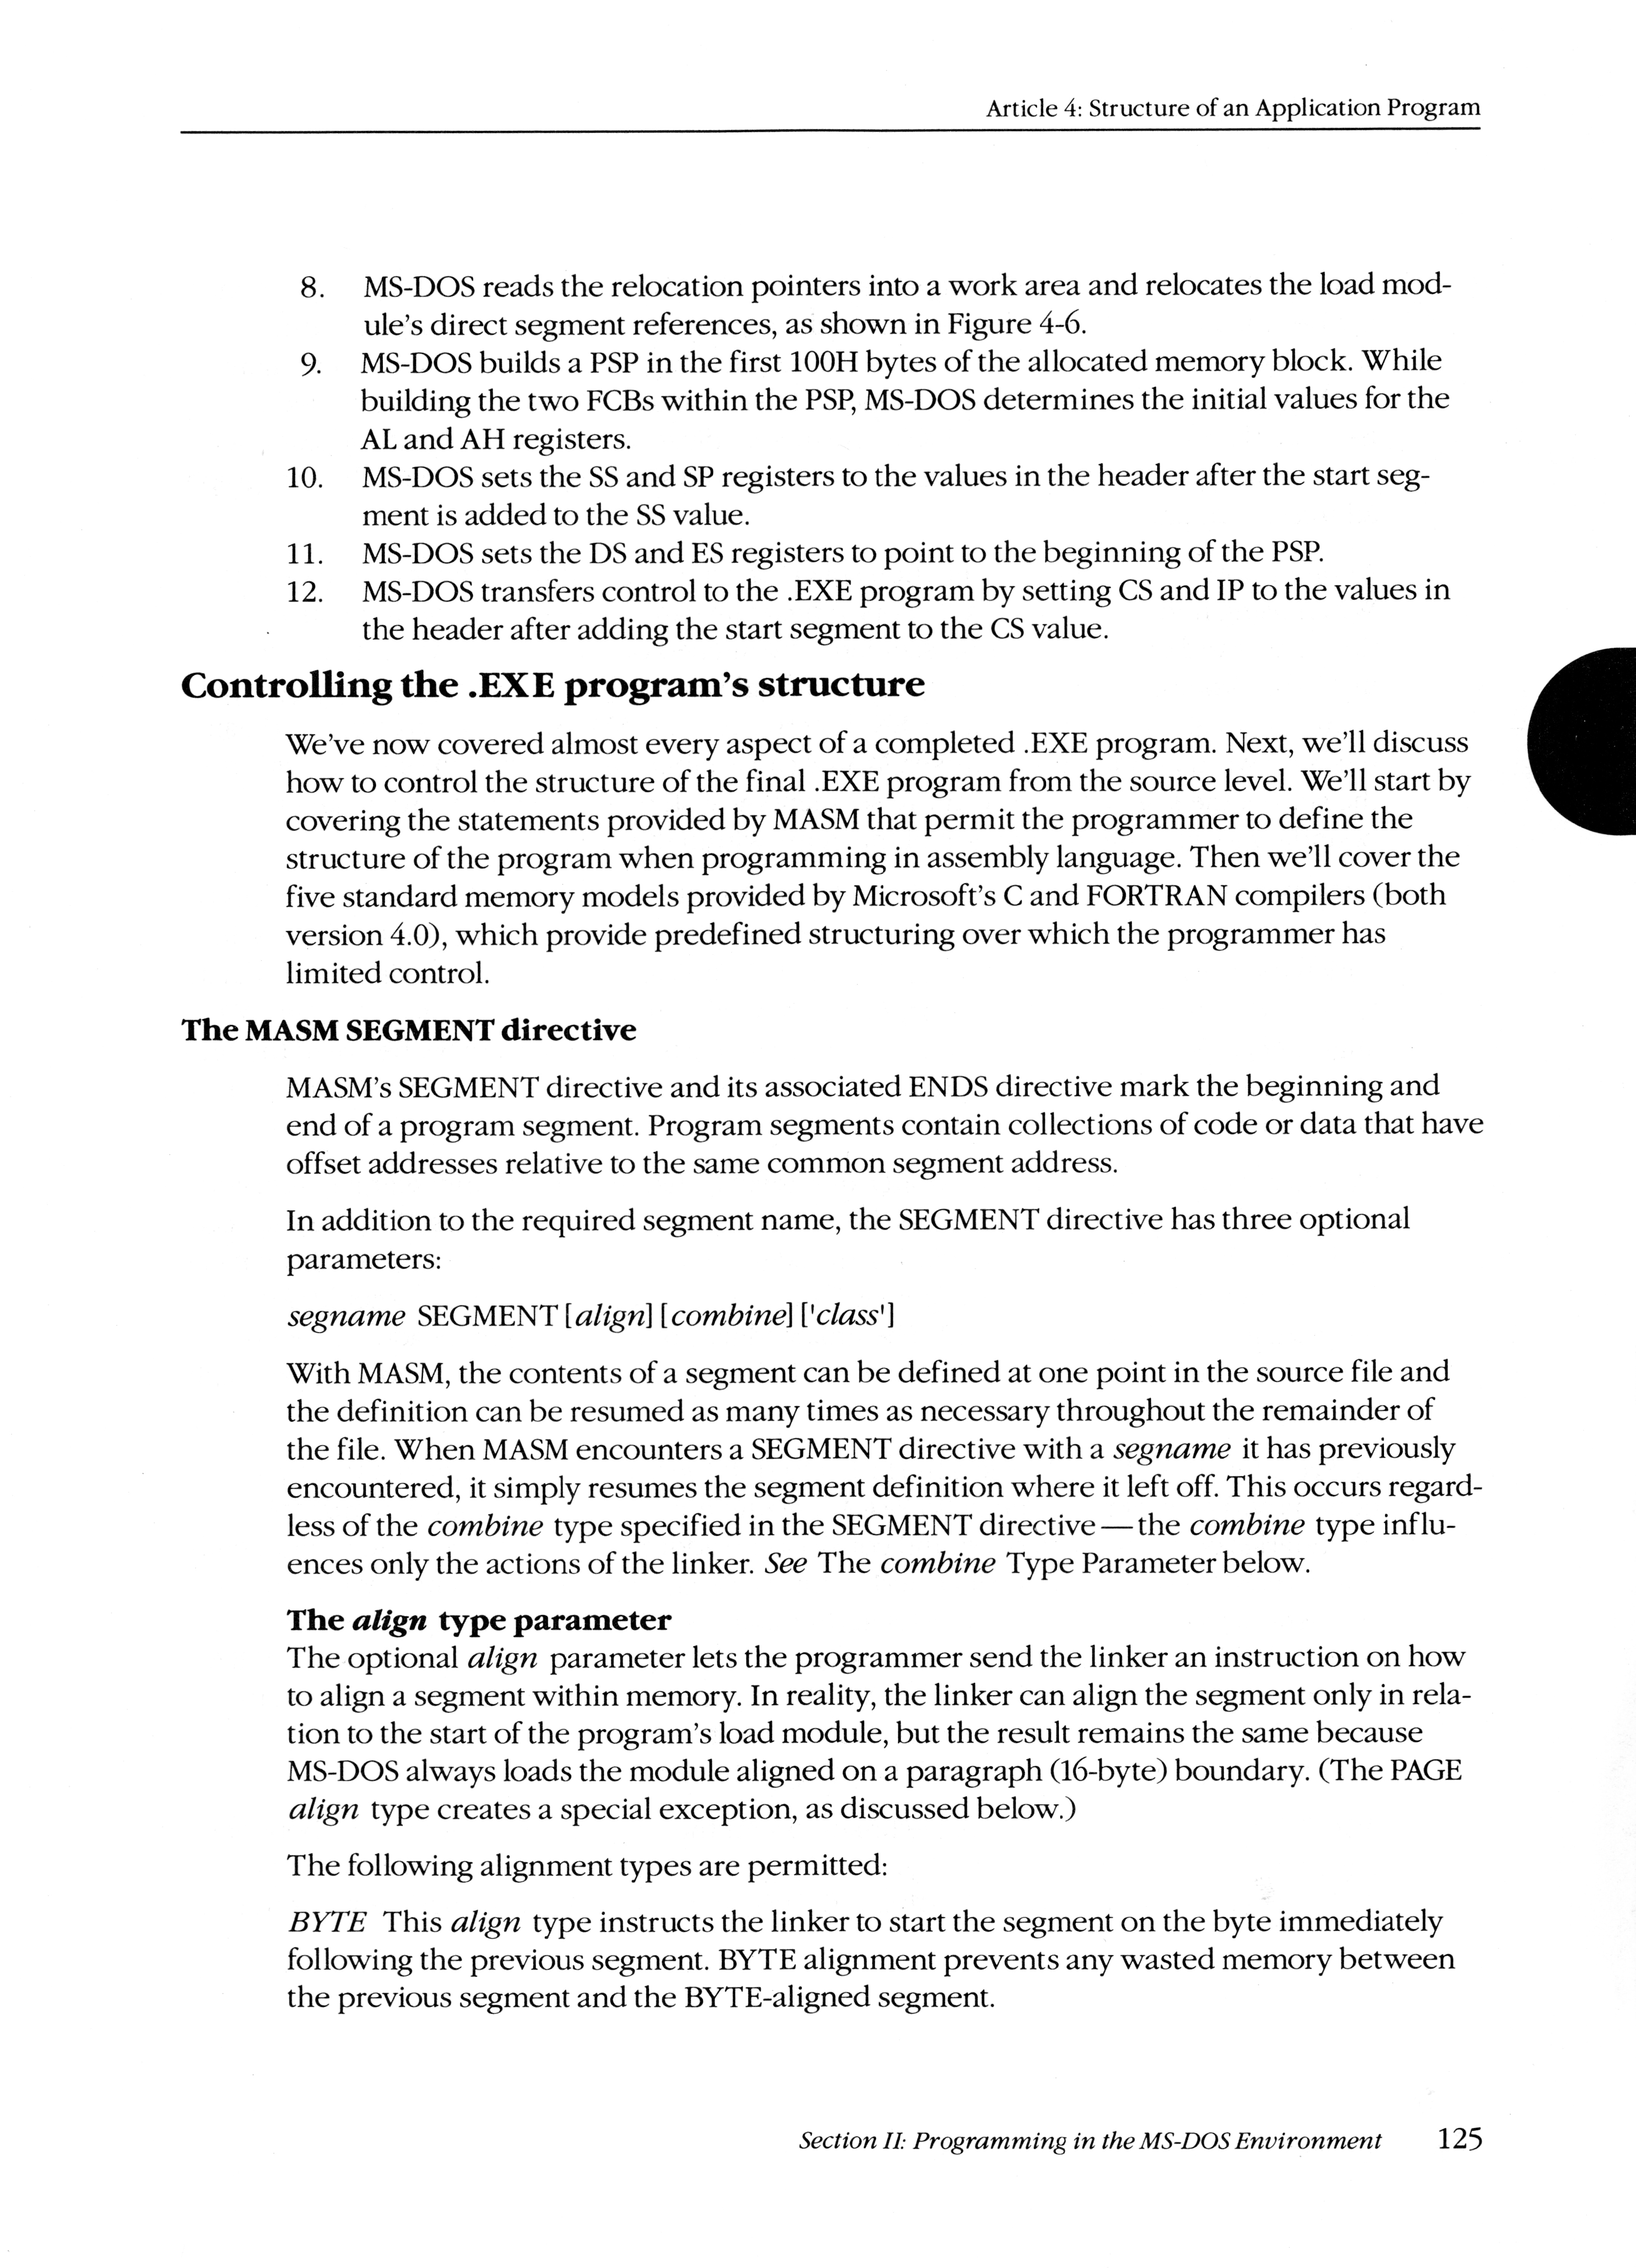 Article 4: Structure of an Application Program
8. MS-DOS reads the relocation pointers into a work area and relocates the load mod-
ule's direct segment references, as shown in Figure 4-6.
9. MS-DOS builds a PSP in the first 100H bytes of the allocated memory block. While
building the two FCBs within the PSP, MS-DOS determines the initial values for the
AL and AH registers.
10. MS-DOS sets the SS and SP registers to the values in the header after the start seg-
ment is added to the SS value.
11. MS-DOS sets the DS and ES registers to point to the beginning of the PSP.
12. MS-DOS transfers control to the .EXE program by setting CS and IP to the values in
the header after adding the start segment to the CS value.
Controlling the .EXE program's structure
We've now covered almost every aspect of a completed .EXE program. Next, we'll discuss
how to control the structure of the final .EXE program from the source level. We'll start by
covering the statements provided by MASM that permit the programmer to define the
structure of the program when programming in assembly language. Then we'll cover the
five standard memory models provided by Microsoft's C and FORTRAN compilers (both
version 4.0), which provide predefined structuring over which the programmer has
limited control.
The MASM SEGMENT directive
MASM's SEGMENT directive and its associated ENDS directive mark the beginning and
end of a program segment. Program segments contain collections of code or data that have
offset addresses relative to the same common segment address.
In addition to the required segment name, the SEGMENT directive has three optional
parameters:
segname SEGMENT [align] [combine] ['class']
With MASM, the contents of a segment can be defined at one point in the source file and
the definition can be resumed as many times as necessary throughout the remainder of
the file. When MASM encounters a SEGMENT directive with a segname it has previously
encountered, it simply resumes the segment definition where it left off. This occurs regard-
less of the combine type specified in the SEGMENT directive — the combine type influ-
ences only the actions of the linker. See The combine Type Parameter below.
The align type parameter
The optional align parameter lets the programmer send the linker an instruction on how
to align a segment within memory. In reality, the linker can align the segment only in rela-
tion to the start of the program's load module, but the result remains the same because
MS-DOS always loads the module aligned on a paragraph (16-byte) boundary. (The PAGE
align type creates a special exception, as discussed below.)
The following alignment types are permitted:
BYTE This align type instructs the linker to start the segment on the byte immediately
following the previous segment. BYTE alignment prevents any wasted memory between
the previous segment and the BYTE-aligned segment.
Section II: Programming in the MS-DOS Environment 125